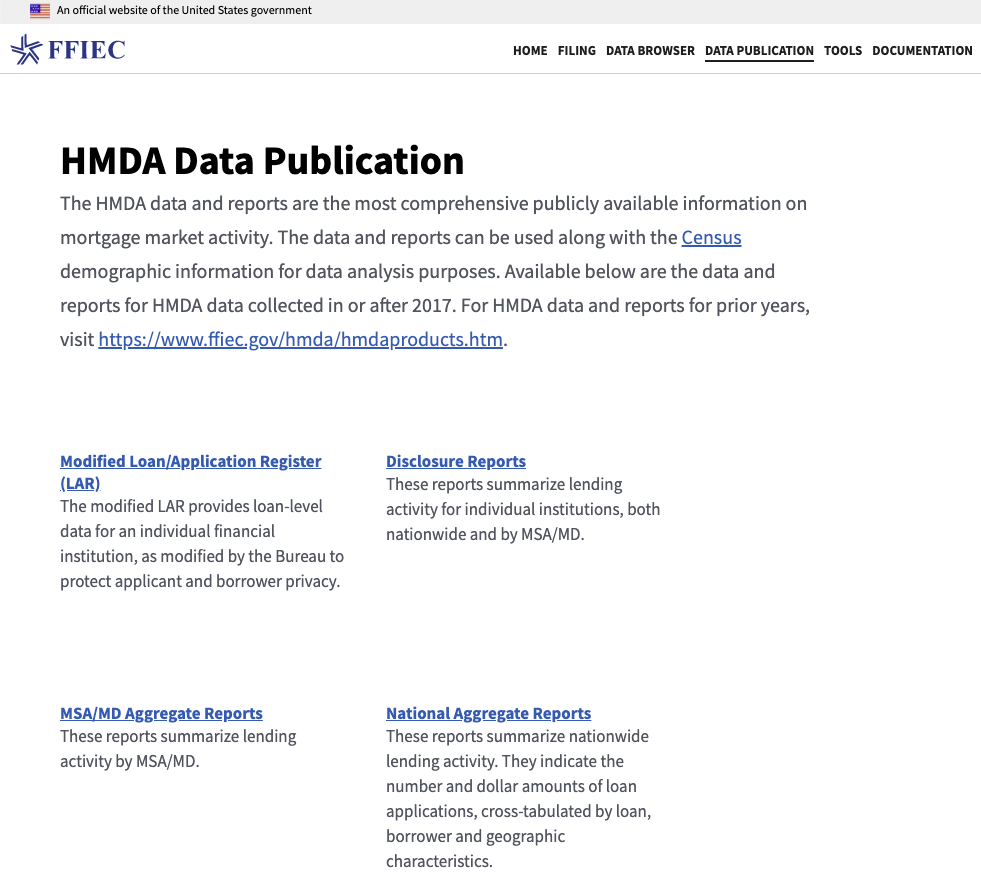 An official website of the United States government
FFIEC
HOME FILING DATA BROWSER DATA PUBLICATION TOOLS DOCUMENTATION
HMDA Data Publication
The HMDA data and reports are the most comprehensive publicly available information on
mortgage market activity. The data and reports can be used along with the Census
demographic information for data analysis purposes. Available below are the data and
reports for HMDA data collected in or after 2017. For HMDA data and reports for prior years,
visit https://www.ffiec.gov/hmda/hmdaproducts.htm.
Modified Loan/Application Register
(LAR)
The modified LAR provides loan-level
data for an individual financial
institution, as modified by the Bureau to
protect applicant and borrower privacy.
Disclosure Reports
These reports summarize lending
activity for individual institutions, both
nationwide and by MSA/MD.
MSA/MD Aggregate Reports
These reports summarize lending
activity by MSA/MD.
National Aggregate Reports
These reports summarize nationwide
lending activity. They indicate the
number and dollar amounts of loan
applications, cross-tabulated by loan,
borrower and geographic
characteristics.